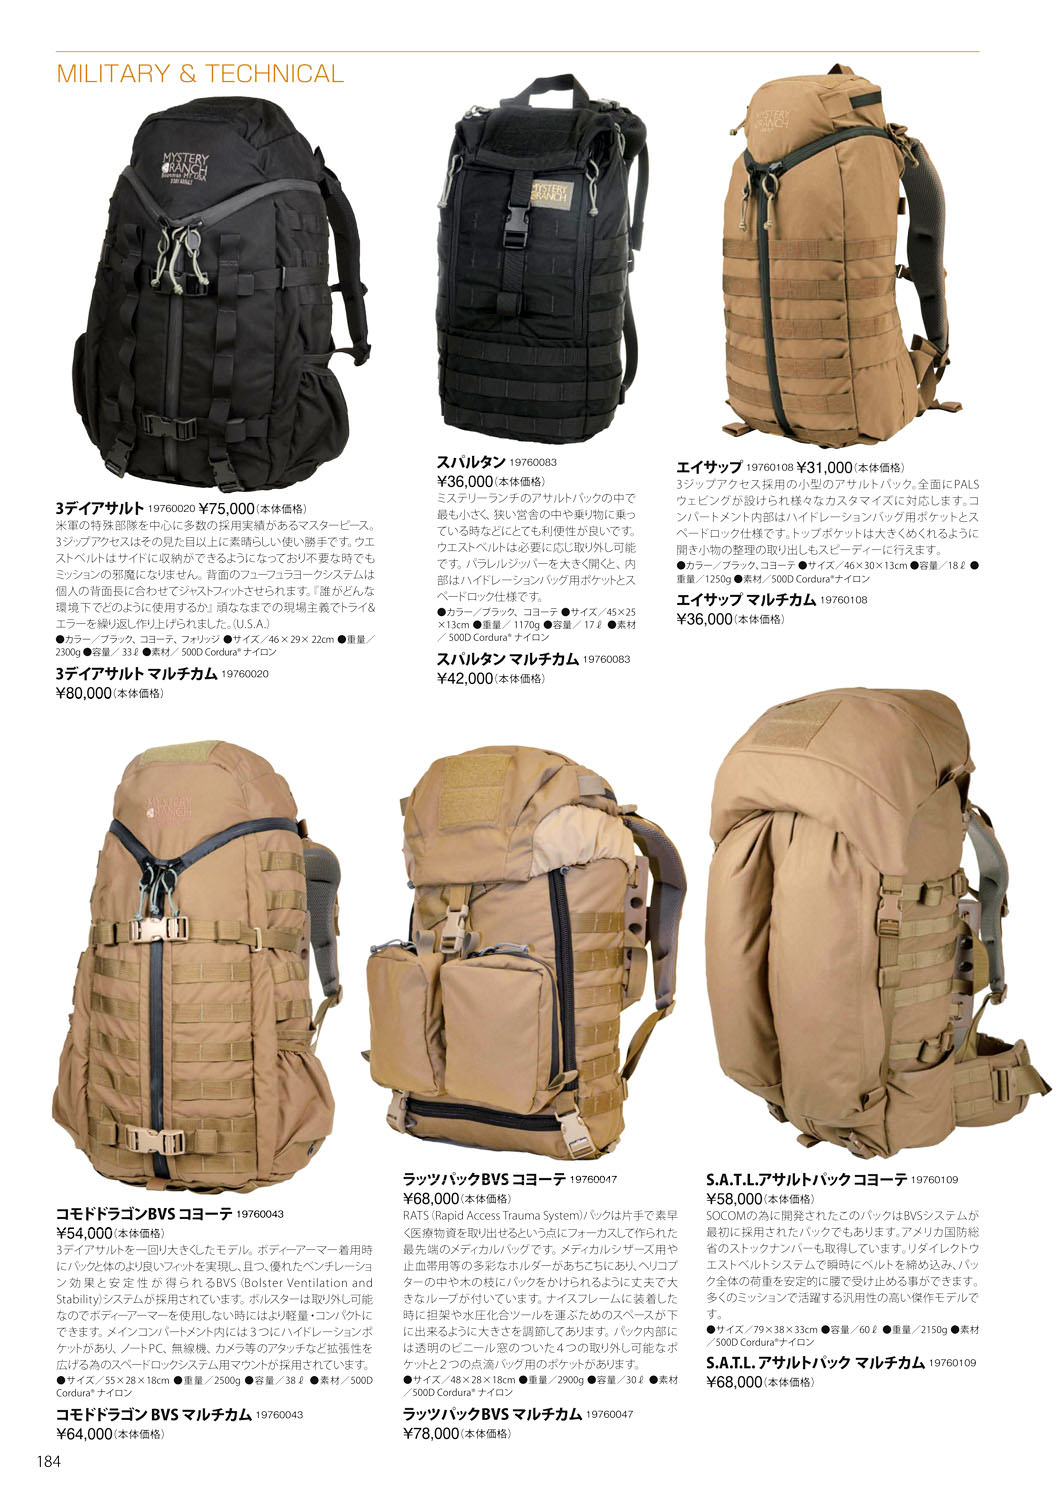 MILITARY & TECHNICAL
MYSTERY
RANCH
Bozeman MT USA
3 DAY ASSAULT
MYSTERY
RANCH
MYSTERY
RANCH
3デイアサルト 19760020 ¥75,000(本体価格)
米軍の特殊部隊を中心に多数の採用実績があるマスターピース。
3ジップアクセスはその見た目以上に素晴らしい使い勝手です。ウエ
ストベルトはサイドに収納ができるようになっており不要な時でも
ミッションの邪魔になりません。背面のフューフュラヨークシステムは
個人の背面長に合わせてジャストフィットさせられます。『誰がどんな
環境下でどのように使用するか』頑ななまでの現場主義でトライ&
エラーを繰り返し作り上げられました。(U.S.A.)
●カラー／ブラック、コヨーテ、フォリッジ ●サイズ／46×29×22cm ●重量／
2300g ●容量／33ℓ ●素材／500D Cordura® ナイロン
3デイアサルト マルチカム 19760020
¥80,000(本体価格)
スパルタン 19760083
¥36,000(本体価格)
ミステリーランチのアサルトパックの中で
最も小さく、狭い営舎の中や乗り物に乗っ
ている時などにとても利便性が良いです。
ウエストベルトは必要に応じ取り外し可能
です。パラレルジッパーを大きく開くと、内
部はハイドレーションバッグ用ポケットとス
ペードロック仕様です。
●カラー／ブラック、コヨーテ ●サイズ／45×25
×13cm ●重量／1170g ●容量／17ℓ ●素材
／500D Cordura® ナイロン
スパルタン マルチカム 19760083
¥42,000(本体価格)
エイサップ 19760108 ¥31,000(本体価格)
3ジップアクセス採用の小型のアサルトパック。全面にPALS
ウェビングが設けられ様々なカスタマイズに対応します。コ
ンパートメント内部はハイドレーションバッグ用ポケットとス
ペードロック仕様です。トップポケットは大きくめくれるように
開き小物の整理の取り出しもスピーディーに行えます。
●カラー／ブラック、コヨーテ ●サイズ／46×30×13cm ●容量／18ℓ ●
重量／1250g ●素材／500D Cordura®ナイロン
エイサップ マルチカム 19760108
¥36,000(本体価格)
MYSTERY
RANCH
コモドドラゴンBVS コヨーテ 19760043
¥54,000(本体価格)
3デイアサルトを一回り大きくしたモデル。ボディーアーマー着用時
にパックと体のより良いフィットを実現し、且つ、優れたベンチレーショ
ン効果と安定性が得られるBVS (Bolster Ventilation and
Stability)システムが採用されています。ボルスターは取り外し可能
なのでボディーアーマーを使用しない時にはより軽量・コンパクトに
できます。メインコンパートメント内には3つにハイドレーションポ
ケットがあり、ノートPC、無線機、カメラ等のアタッチなど拡張性を
広げる為のスペードロックシステム用マウントが採用されています。
●サイズ／55×28×18cm ●重量／2500g ●容量／38ℓ ●素材／500D
Cordura® ナイロン
コモドドラゴン BVS マルチカム 19760043
¥64,000(本体価格)
ラッツパックBVS コヨーテ 19760047
¥68,000(本体価格)
RATS(Rapid Access Trauma System)パックは片手で素早
く医療物資を取り出せるという点にフォーカスして作られた
最先端のメディカルバッグです。メディカルシザーズ用や
止血帯用等の多彩なホルダーがあちこちにあり、ヘリコプ
ターの中や木の枝にパックをかけられるように丈夫で大
きなループが付いています。ナイスフレームに装着した
時に担架や水圧化合ツールを運ぶためのスペースが下
に出来るように大きさを調節してあります。パック内部に
は透明のビニール窓のついた4つの取り外し可能なポ
ケットと2つの点滴バッグ用のポケットがあります。
●サイズ／48×28×18cm ●重量／2900g ●容量／30ℓ ●素材
／500D Cordura® ナイロン
ラッツパックBVS マルチカム 19760047
¥78,000(本体価格)
S.A.T.L.アサルトパック コヨーテ 19760109
¥58,000(本体価格)
SOCOMの為に開発されたこのパックはBVSシステムが
最初に採用されたパックでもあります。アメリカ国防総
省のストックナンバーも取得しています。リダイレクトウ
エストベルトシステムで瞬時にベルトを締め込み、パッ
ク全体の荷重を安定的に腰で受け止める事ができます。
多くのミッションで活躍する汎用性の高い傑作モデルで
す。
●サイズ／79×38×33cm ●容量／60ℓ ●重量／2150g ●素材
／500D Cordura®ナイロン
S.A.T.L. アサルトパック マルチカム 19760109
¥68,000(本体価格)
184